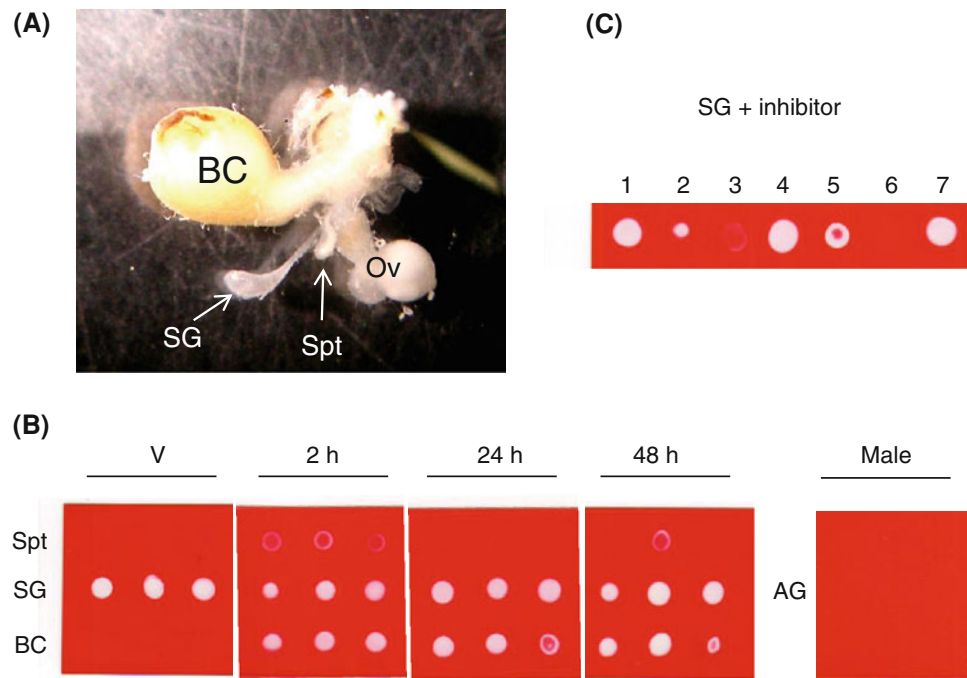 (A)
BC
Ov
SG
Spt
(C)
SG + inhibitor
1 2 3 4 5 6 7
(B)
V 2 h 24 h 48 h Male
Spt
SG AG
BC